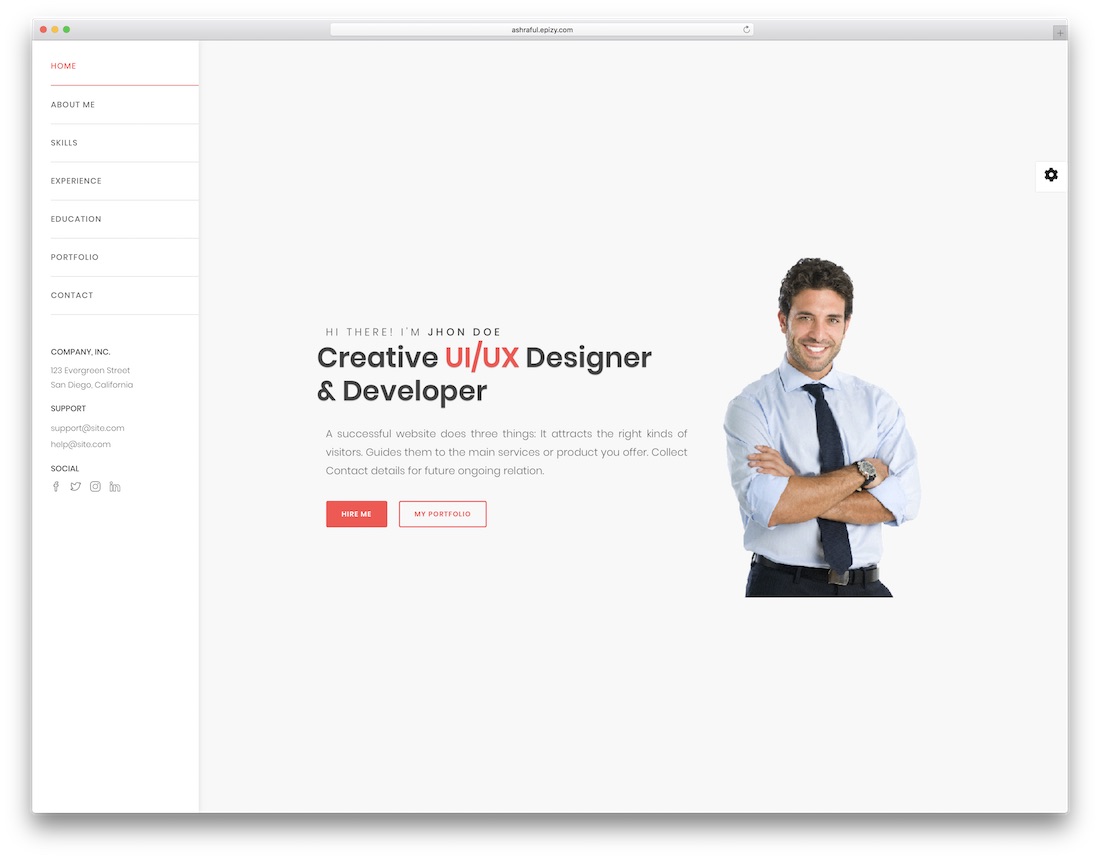 ashraful.epizy.com
HOME
ABOUT ME
SKILLS
EXPERIENCE
EDUCATION
PORTFOLIO
CONTACT
COMPANY, INC.
123 Evergreen Street
San Diego, California
SUPPORT
support@site.com
help@site.com
SOCIAL
HI THERE! I'M JHON DOE
Creative UI/UX Designer
& Developer
A successful website does three things: It attracts the right kinds of
visitors. Guides them to the main services or product you offer. Collect
Contact details for future ongoing relation.
HIRE ME
MY PORTFOLIO